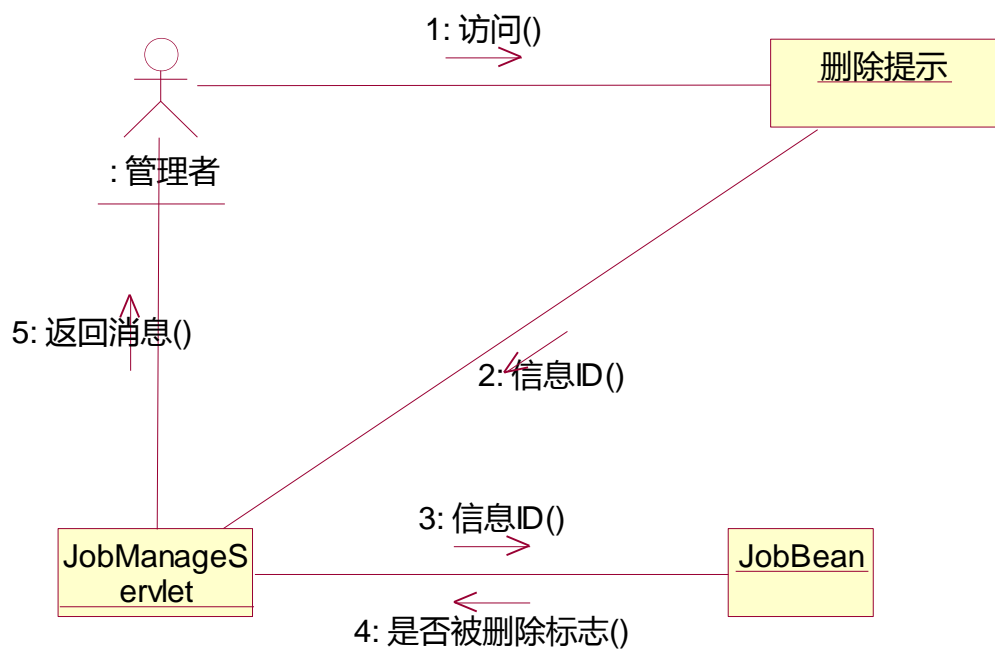 1: 访问()
删除提示
: 管理者
5: 返回消息()
2: 信息ID()
3: 信息ID()
JobManageS
ervlet
JobBean
4: 是否被删除标志()